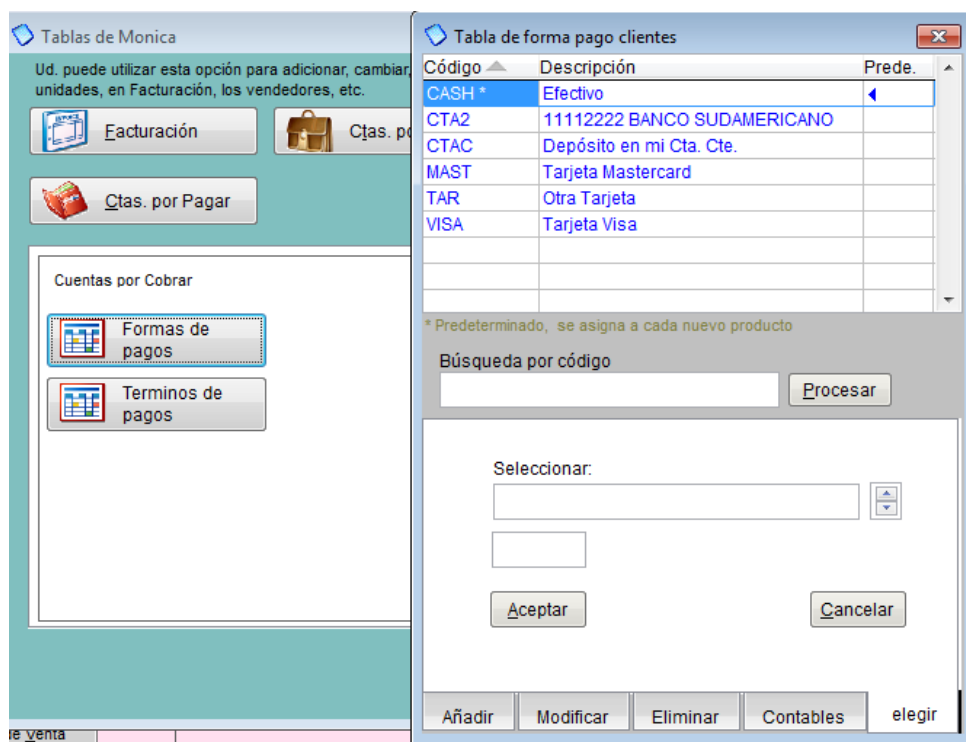 Tablas de Monica
Ud. puede utilizar esta opción para adicionar, cambiar,
unidades, en Facturación, los vendedores, etc.
Facturación
Ctas. po
Ctas. por Pagar
Cuentas por Cobrar
Formas de
pagos
Terminos de
pagos
Venta
Tabla de forma pago clientes
Código Descripción Prede.
CASH * Efectivo
CTA2 11112222 BANCO SUDAMERICANO
CTAC Depósito en mi Cta. Cte.
MAST Tarjeta Mastercard
TAR Otra Tarjeta
VISA Tarjeta Visa
* Predeterminado, se asigna a cada nuevo producto
Búsqueda por código
Procesar
Seleccionar:
Aceptar Cancelar
Añadir Modificar Eliminar Contables elegir